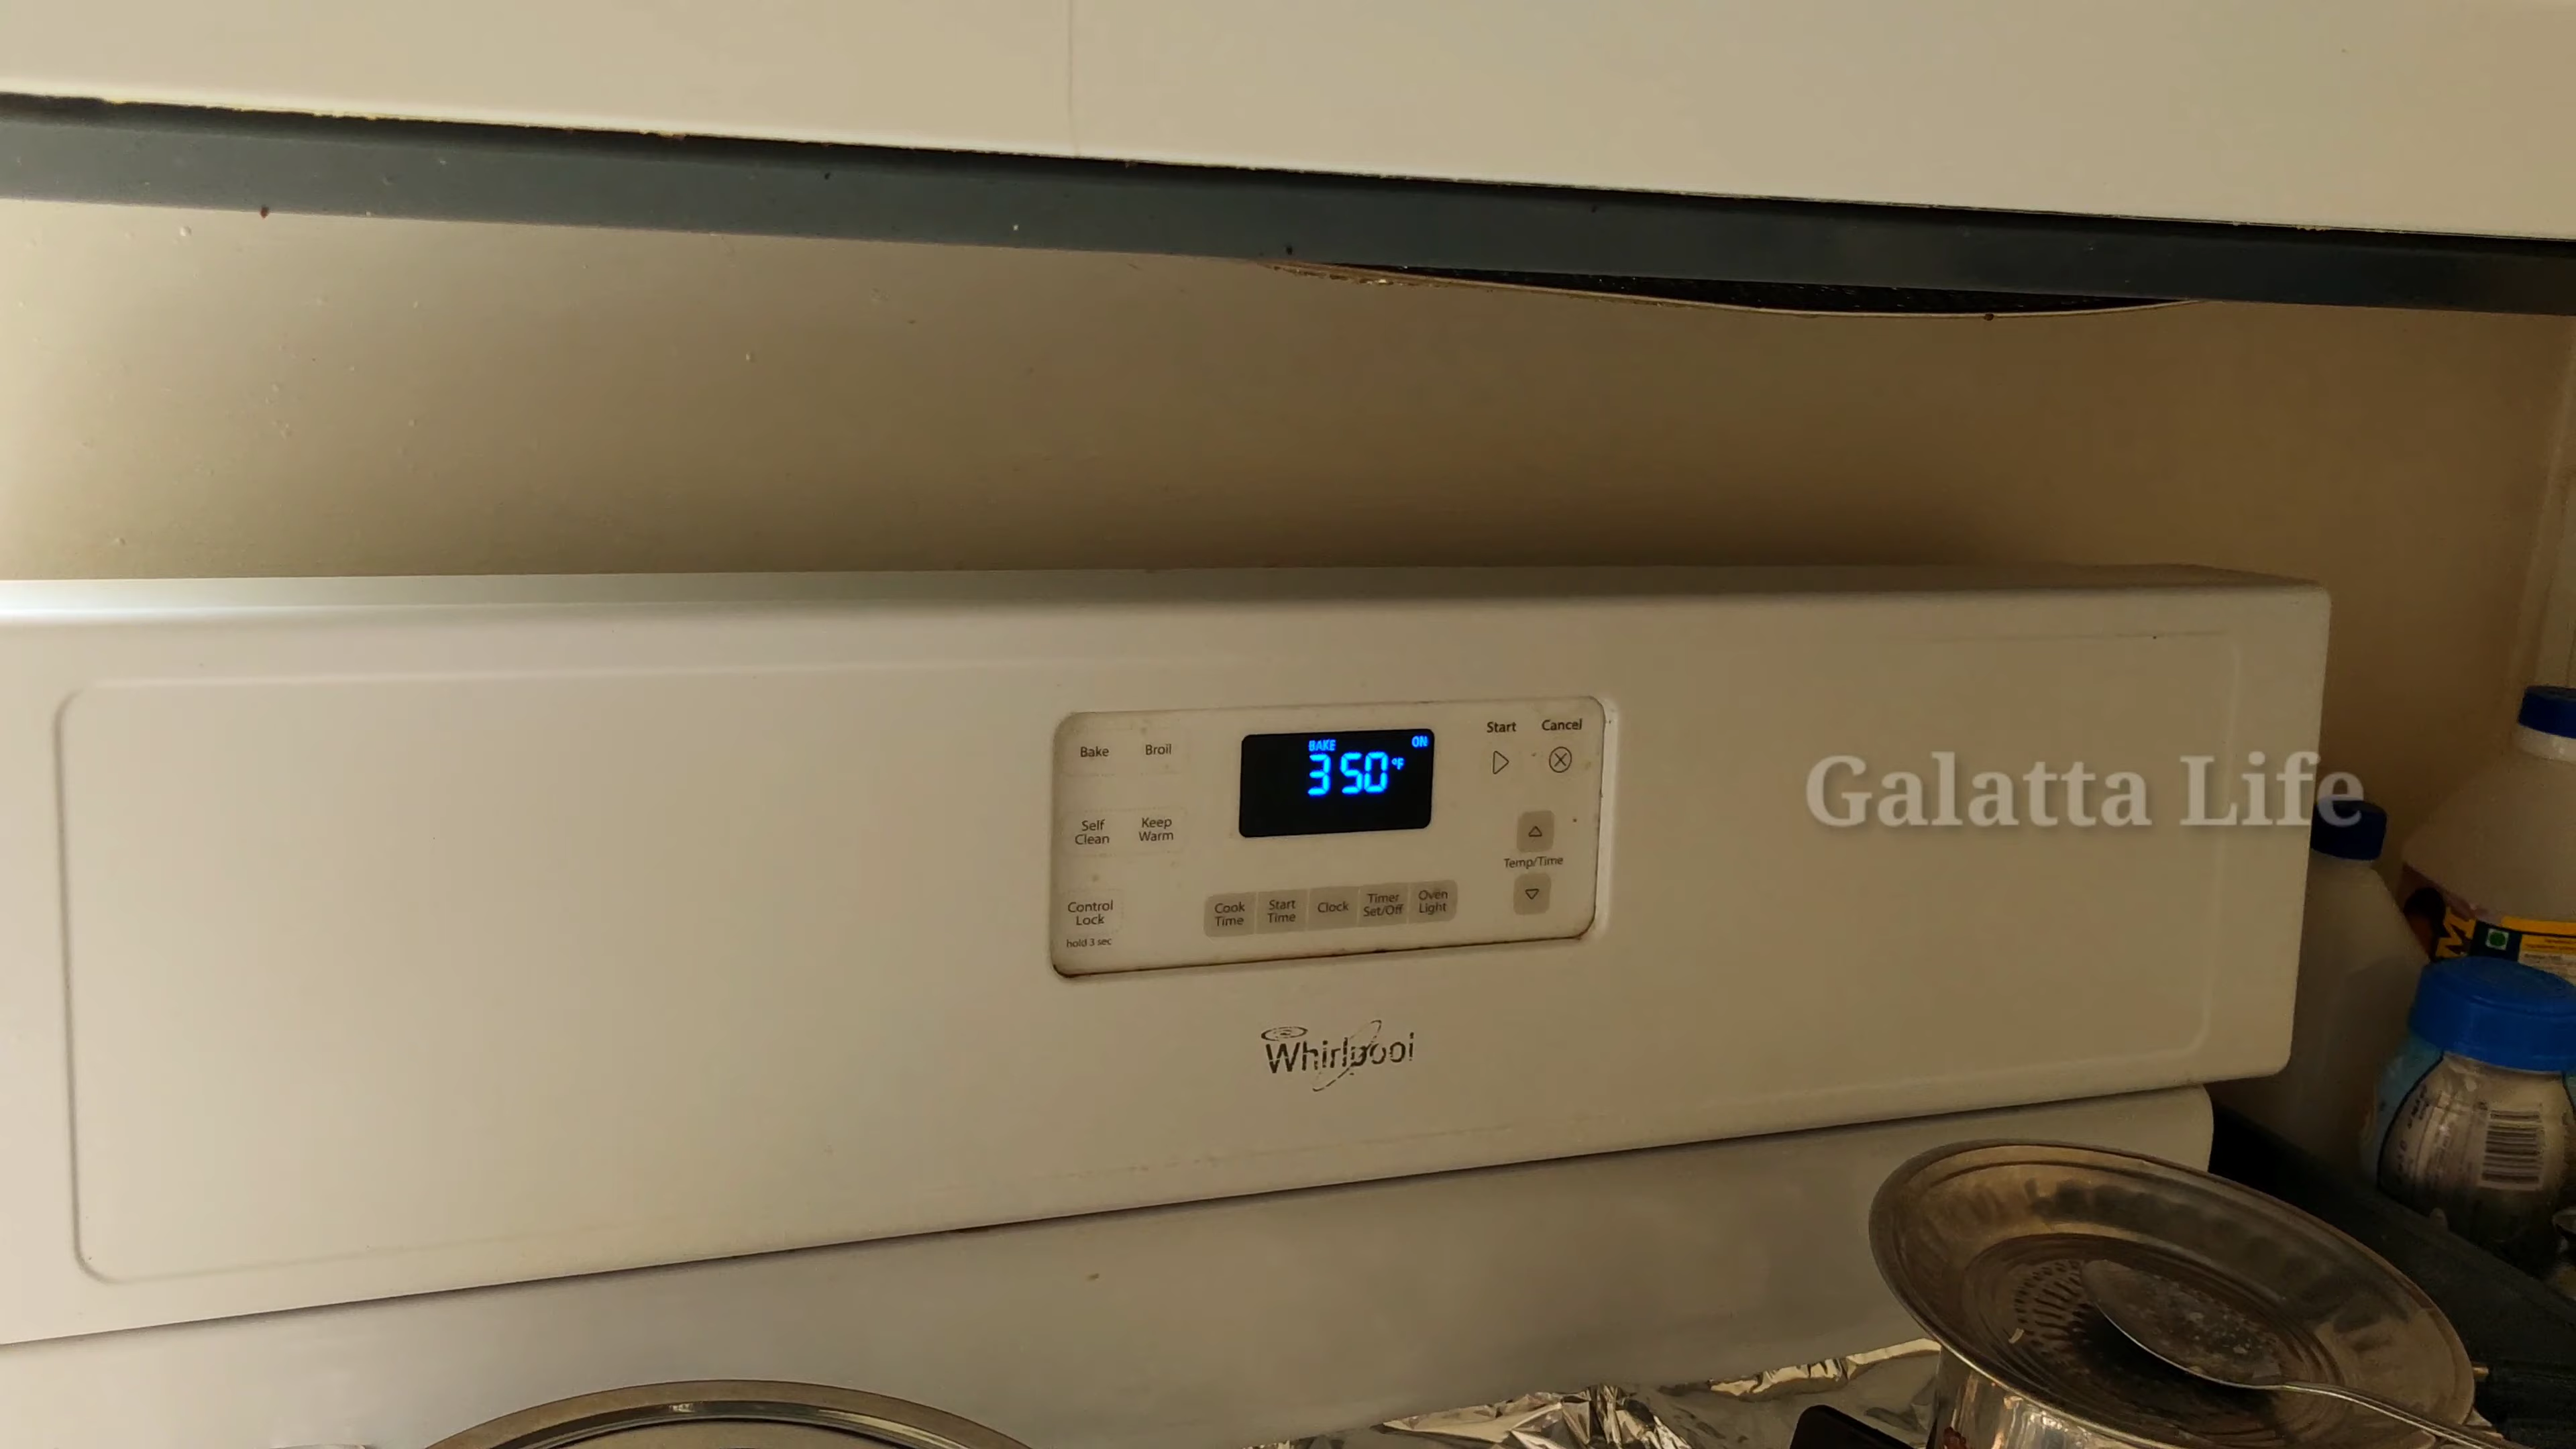 BAKE ON
350°F
Start Cancel
Bake Broil
Self Clean
Keep Warm
Temp/Time
Control Lock
hold 3 sec
Cook Time
Start Time
Clock
Timer Set/Off
Oven Light
Whirlpool
Galatta Life